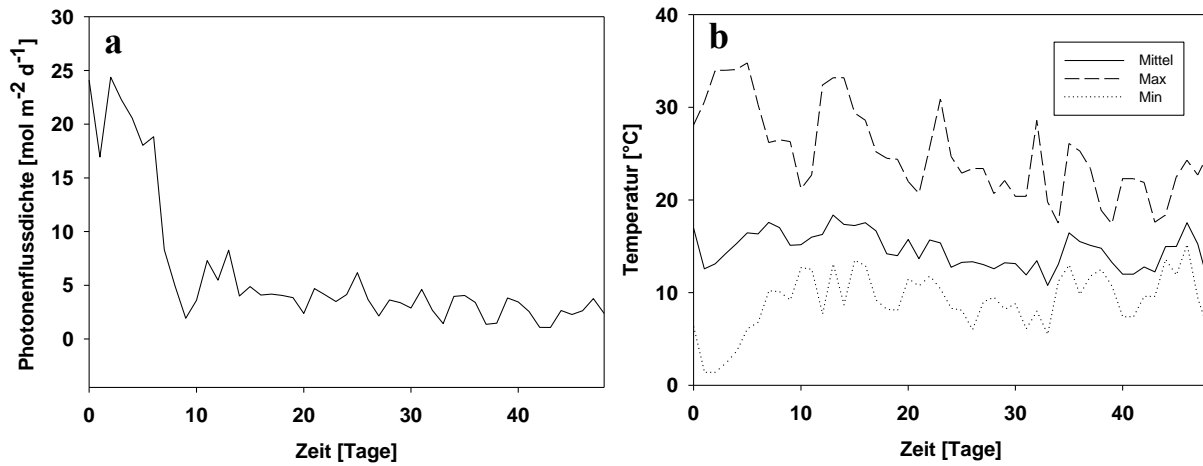 a
Photonenflussdichte [mol m⁻² d⁻¹]
30
25
20
15
10
5
0
0 10 20 30 40
Zeit [Tage]
b
Temperatur [°C]
40
30
20
10
0
Mittel
Max
Min
0 10 20 30 40
Zeit [Tage]